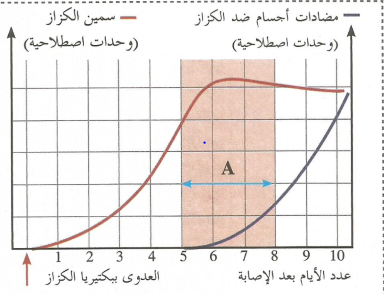 مضادات أجسام ضد الكزاز
(وحدات اصطلاحية)
سمين الكزاز
(وحدات اصطلاحية)
A
1 2 3 4 5 6 7 8 9 10
عدد الأيام بعد الإصابة
العدوى ببكتيريا الكزاز